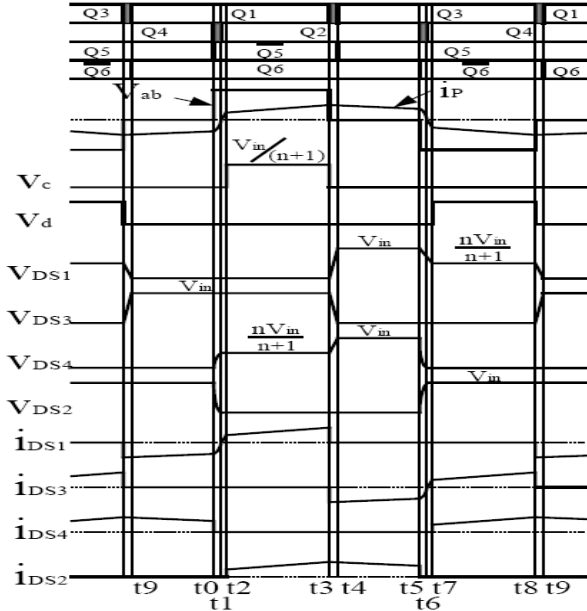 Q3 Q1 Q3 Q1
Q4 Q2 Q4
Q5 Q5 Q5
Q6 Q6 Q6 Q6
Vab iP
Vin/(n+1)
Vc
Vd
Vin nVin/n+1
VDS1
Vin
VDS3
nVin/n+1 Vin
VDS4
Vin
VDS2
iDS1
iDS3
iDS4
iDS2
t9 t0 t2 t3 t4 t5 t7 t8 t9
t1 t6